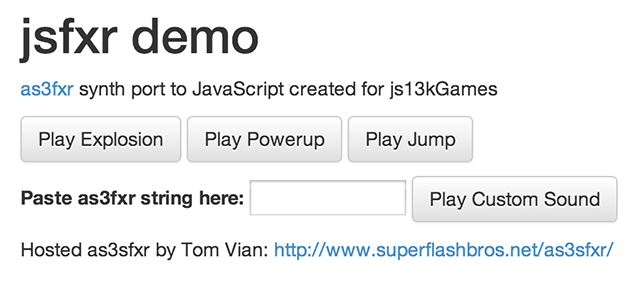 jsfxr demo
as3fxr synth port to JavaScript created for js13kGames
Play Explosion Play Powerup Play Jump
Paste as3fxr string here: Play Custom Sound
Hosted as3sfxr by Tom Vian: http://www.superflashbros.net/as3sfxr/